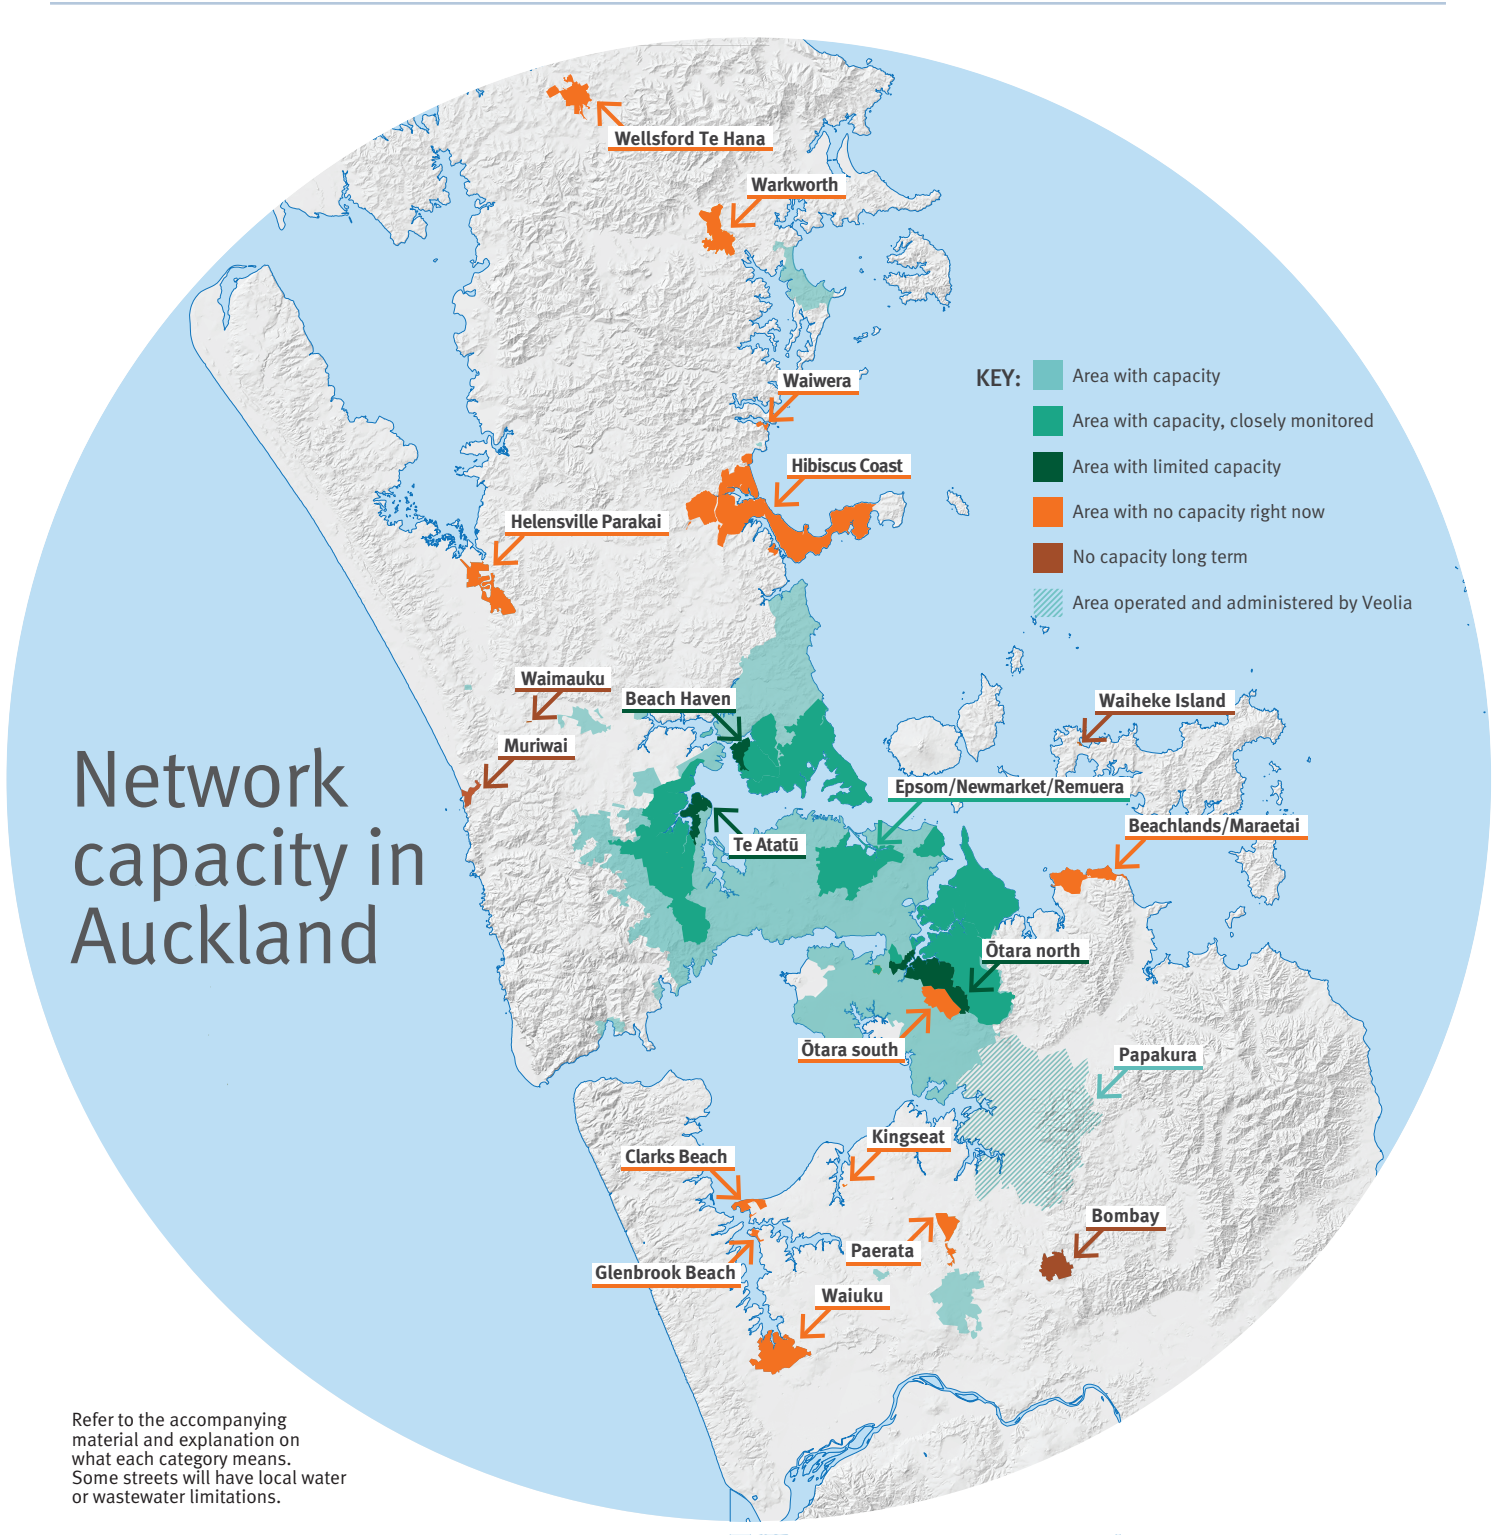 Wellsford Te Hana
Warkworth
Waiwera
KEY:
Area with capacity
Area with capacity, closely monitored
Area with limited capacity
Area with no capacity right now
No capacity long term
Area operated and administered by Veolia
Hibiscus Coast
Helensville Parakai
Waimauku
Beach Haven
Waiheke Island
Muriwai
Network
capacity in
Auckland
Epsom/Newmarket/Remuera
Beachlands/Maraetai
Te Atatū
Ōtara north
Ōtara south
Papakura
Kingseat
Clarks Beach
Bombay
Paerata
Glenbrook Beach
Waiuku
Refer to the accompanying
material and explanation on
what each category means.
Some streets will have local water
or wastewater limitations.